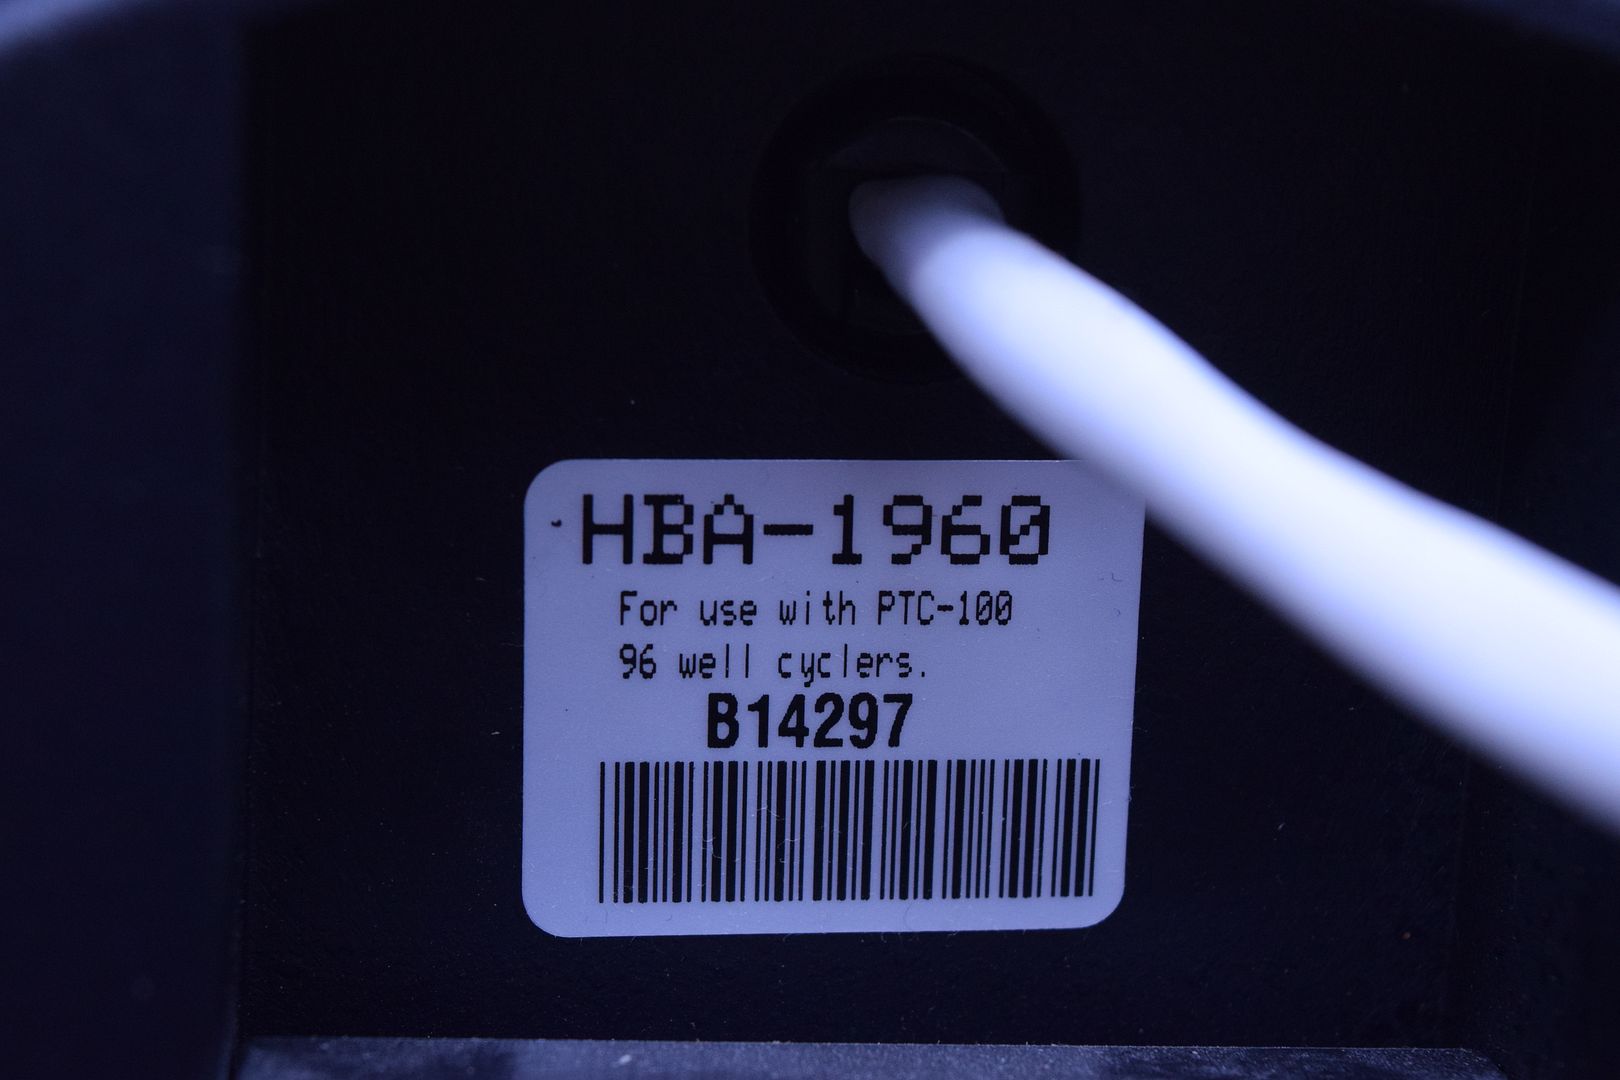 HBA-1960
For use with PTC-100
96 well cyclers.
B14297